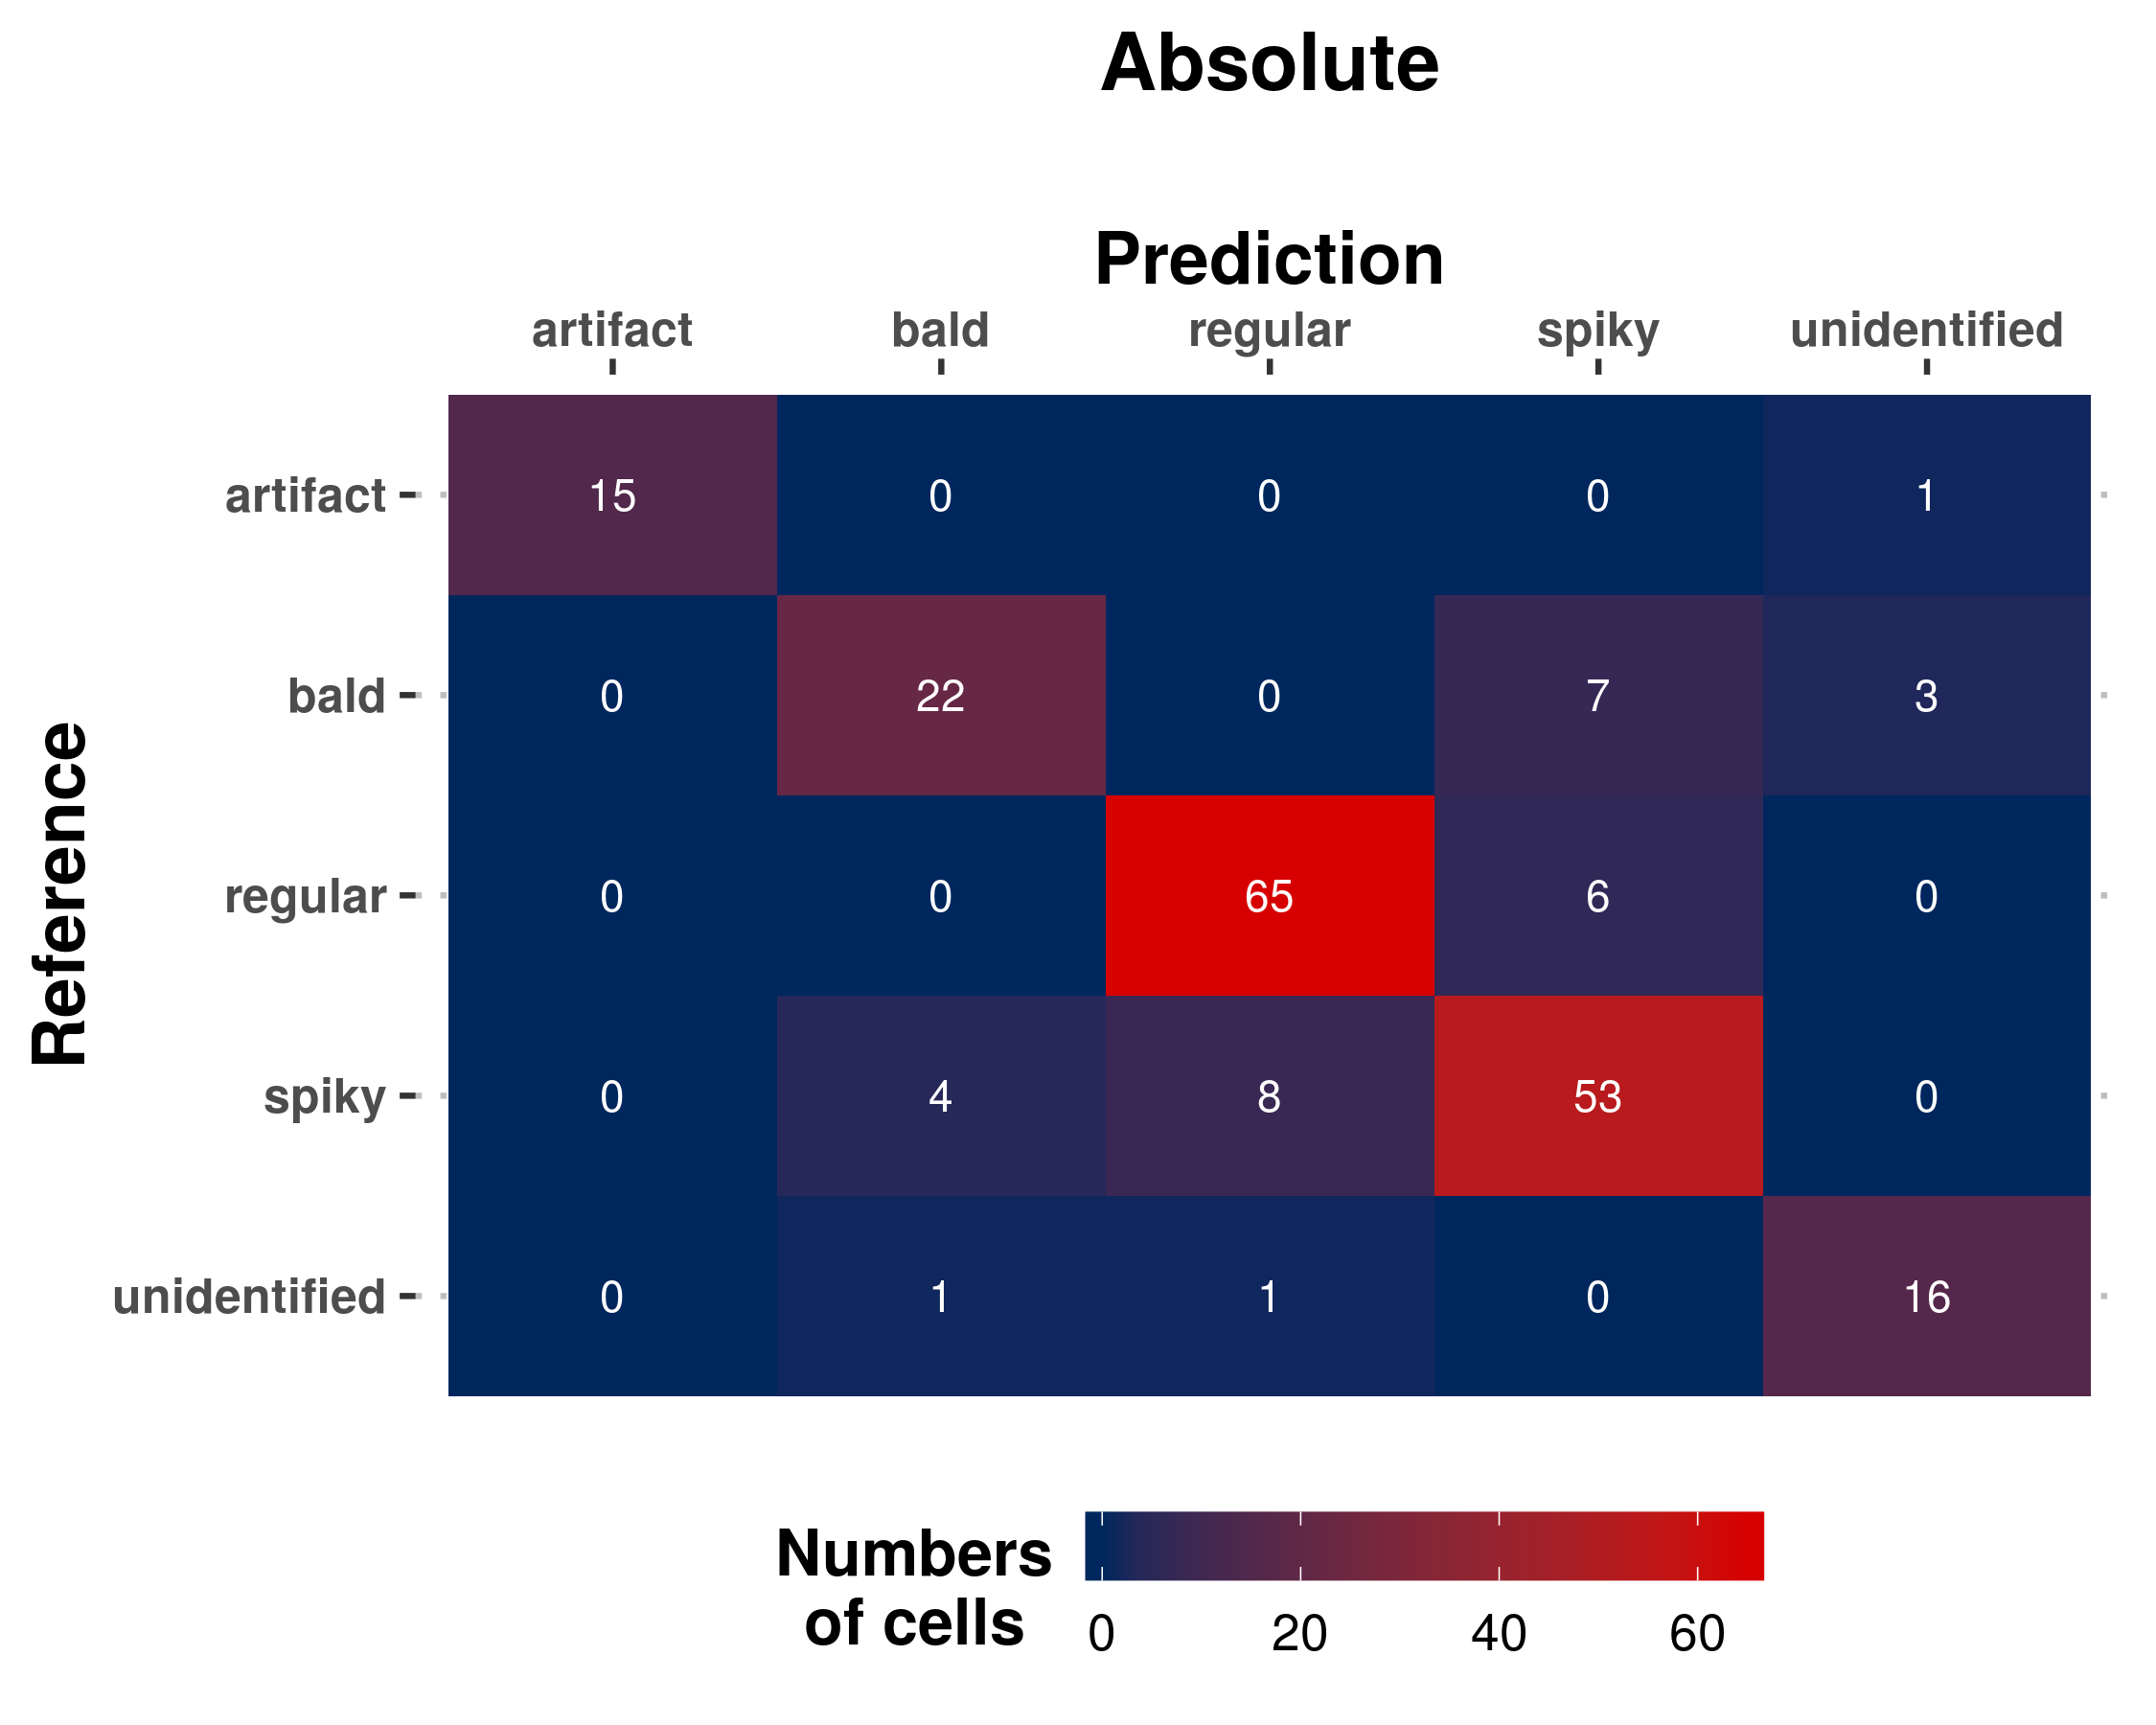 Absolute
Prediction
artifact bald regular spiky unidentified
Reference
artifact 15 0 0 0 1
bald 0 22 0 7 3
regular 0 0 65 6 0
spiky 0 4 8 53 0
unidentified 0 1 1 0 16
Numbers
of cells
0 20 40 60